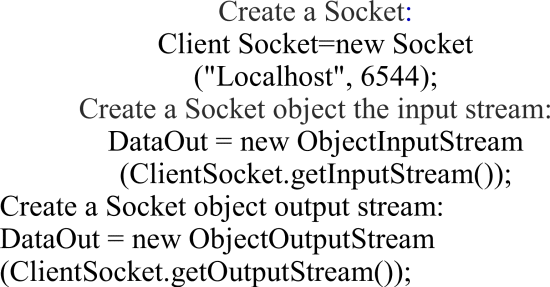 Create a Socket:
Client Socket=new Socket
("Localhost", 6544);
Create a Socket object the input stream:
DataOut = new ObjectInputStream
(ClientSocket.getInputStream());
Create a Socket object output stream:
DataOut = new ObjectOutputStream
(ClientSocket.getOutputStream());